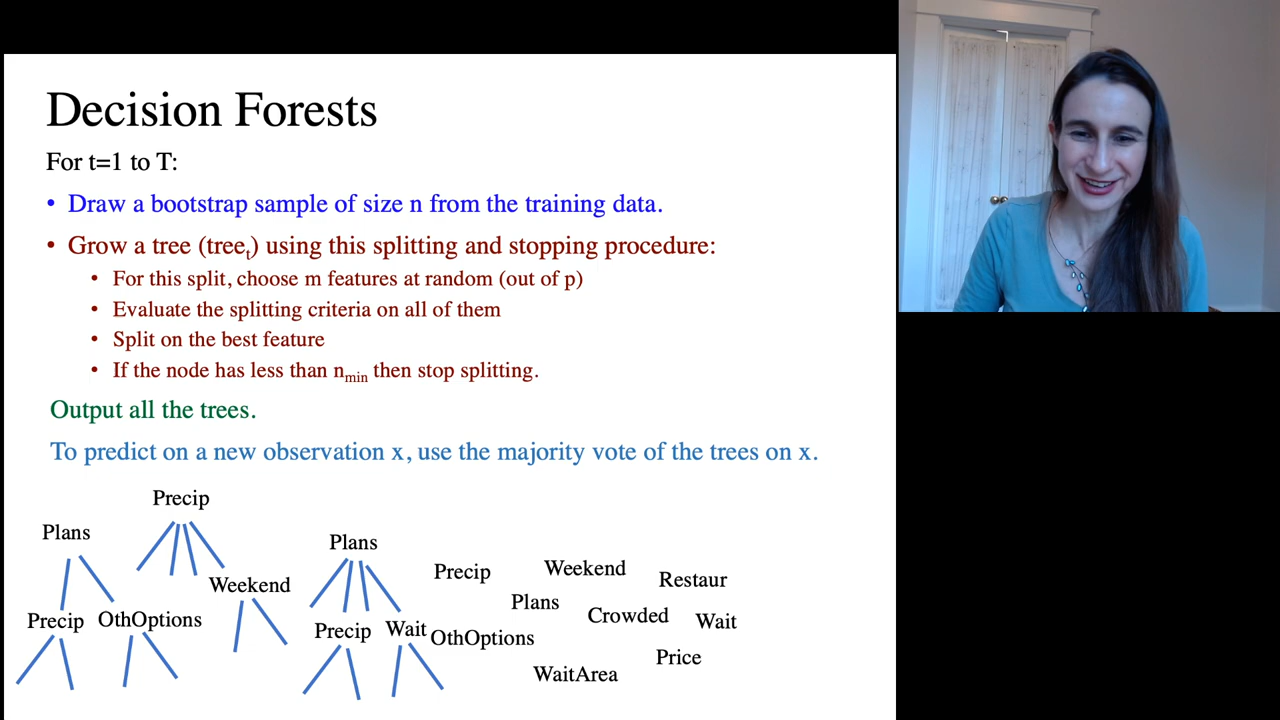 Decision Forests
For t=1 to T:
• Draw a bootstrap sample of size n from the training data.
• Grow a tree (treeₜ) using this splitting and stopping procedure:
• For this split, choose m features at random (out of p)
• Evaluate the splitting criteria on all of them
• Split on the best feature
• If the node has less than nmin then stop splitting.
Output all the trees.
To predict on a new observation x, use the majority vote of the trees on x.
Precip
Plans
Weekend
Precip OthOptions
Plans
Precip Wait
Precip Weekend Restaur
Plans Crowded Wait
OthOptions Price
WaitArea